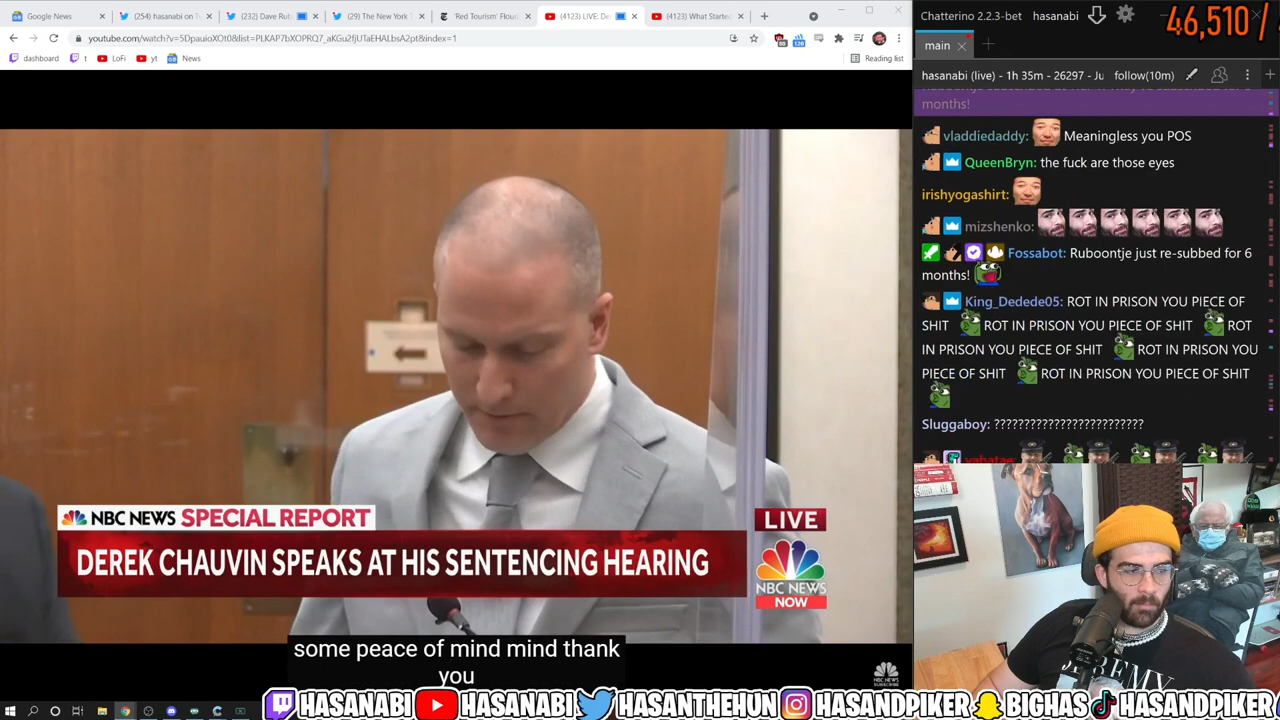 Google News
(254) hasanabi on T
(232) Dave Rub
(29) The New York
'Red Tourism' Flour
(4123) LIVE: De
(4123) What Started
youtube.com/watch?v=5DpauioXOt0&list=PLKAP7bXOPRQ7_aKGu2fjUTaEHALbsA2pt&index=1
dashboard
t
LoFi
yt
News
Reading list
Chatterino 2.2.3-bet
hasanabi
46,510 /
main
hasanabi (live) - 1h 35m - 26297 - Ju
follow(10m)
months!
vladdiedaddy: Meaningless you POS
QueenBryn: the fuck are those eyes
irishyogashirt:
mizshenko:
Fossabot: Ruboontje just re-subbed for 6
months!
King_Dedede05: ROT IN PRISON YOU PIECE OF
SHIT ROT IN PRISON YOU PIECE OF SHIT ROT
IN PRISON YOU PIECE OF SHIT ROT IN PRISON YOU
PIECE OF SHIT ROT IN PRISON YOU PIECE OF SHIT
Sluggaboy: ????????????????????????
NBC NEWS SPECIAL REPORT
LIVE
DEREK CHAUVIN SPEAKS AT HIS SENTENCING HEARING
NBC NEWS
NOW
some peace of mind mind thank
you
NBC NEWS
SUBSCRIBE
JEREMY
HASANABI
HASANABI
HASANTHEHUN
HASANDPIKER
BIGHAS
HASANDPIKER